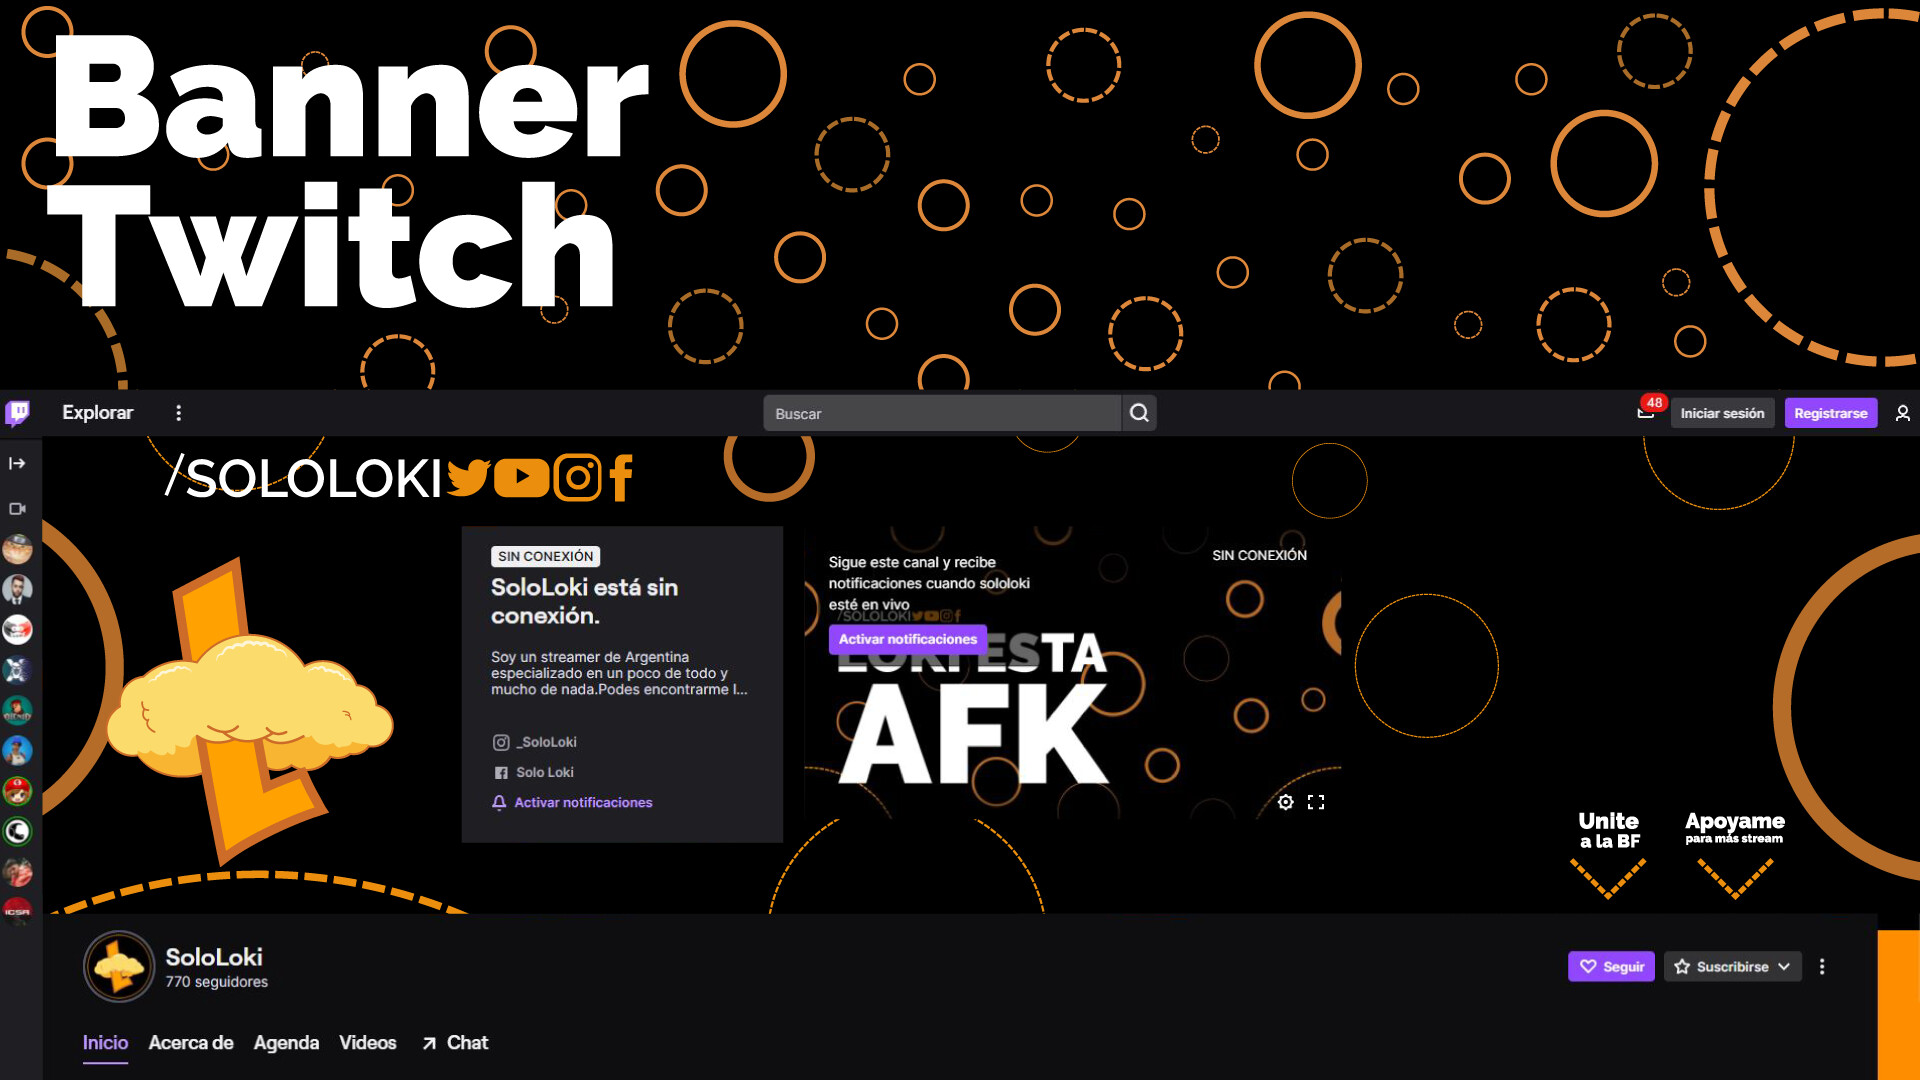 Banner
Twitch
Explorar
Buscar
48
Iniciar sesión
Registrarse
/SOLOLOKI
SIN CONEXIÓN
SoloLoki está sin
conexión.
Soy un streamer de Argentina
especializado en un poco de todo y
mucho de nada.Podes encontrarme l...
_SoloLoki
Solo Loki
Activar notificaciones
Sigue este canal y recibe
notificaciones cuando sololoki
esté en vivo
SIN CONEXIÓN
/SOLOLOKI
Activar notificaciones
LOKI ESTA
AFK
Unite
a la BF
Apoyame
para más stream
SoloLoki
770 seguidores
Seguir
Suscribirse
Inicio
Acerca de
Agenda
Videos
Chat